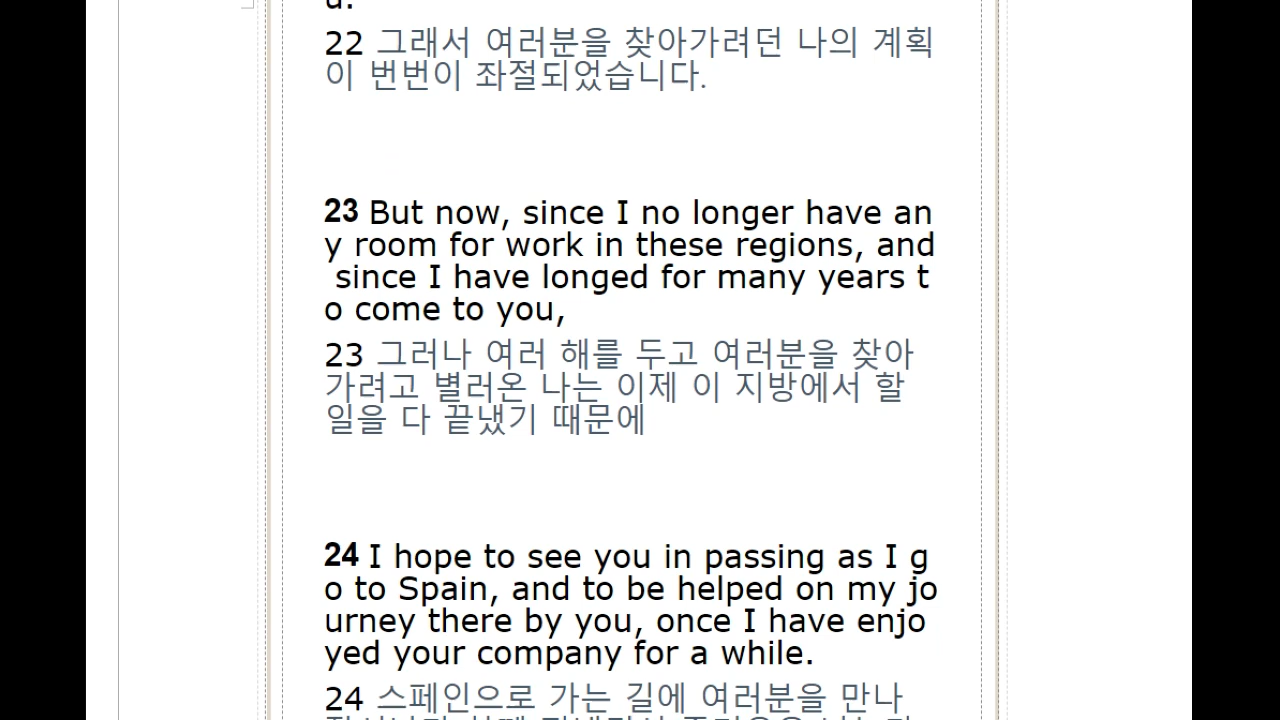 u.
22 그래서 여러분을 찾아가려던 나의 계획
이 번번이 좌절되었습니다.
23 But now, since I no longer have an
y room for work in these regions, and
since I have longed for many years t
o come to you,
23 그러나 여러 해를 두고 여러분을 찾아
가려고 별러온 나는 이제 이 지방에서 할
일을 다 끝냈기 때문에
24 I hope to see you in passing as I g
o to Spain, and to be helped on my jo
urney there by you, once I have enjo
yed your company for a while.
24 스페인으로 가는 길에 여러분을 만나